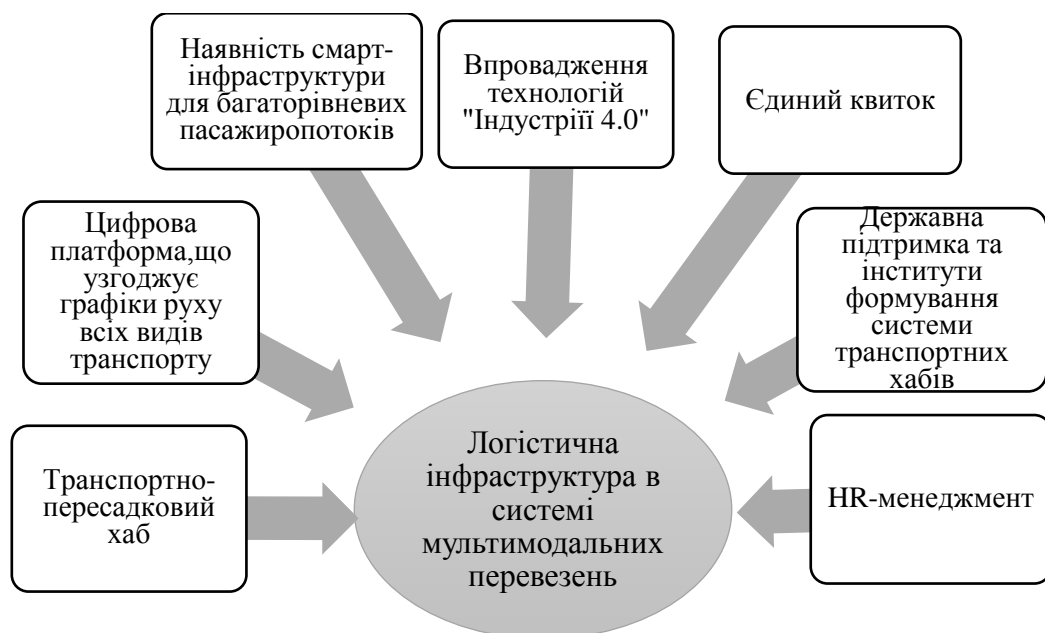 Наявність смарт-
інфраструктури
для багаторівневих
пасажиропотоків
Впровадження
технологій
"Індустріїї 4.0"
Єдиний квиток
Цифрова
платформа,що
узгоджує
графіки руху
всіх видів
транспорту
Державна
підтримка та
інститути
формування
системи
транспортних
хабів
Транспортно-
пересадковий
хаб
Логістична
інфраструктура в
системі
мультимодальних
перевезень
HR-менеджмент